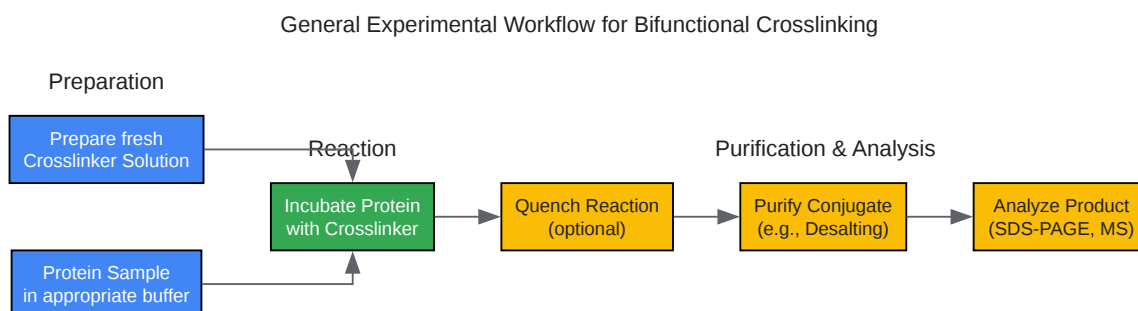 General Experimental Workflow for Bifunctional Crosslinking
Preparation
Prepare fresh
Crosslinker Solution
Protein Sample
in appropriate buffer
Reaction
Incubate Protein
with Crosslinker
Purification & Analysis
Quench Reaction
(optional)
Purify Conjugate
(e.g., Desalting)
Analyze Product
(SDS-PAGE, MS)